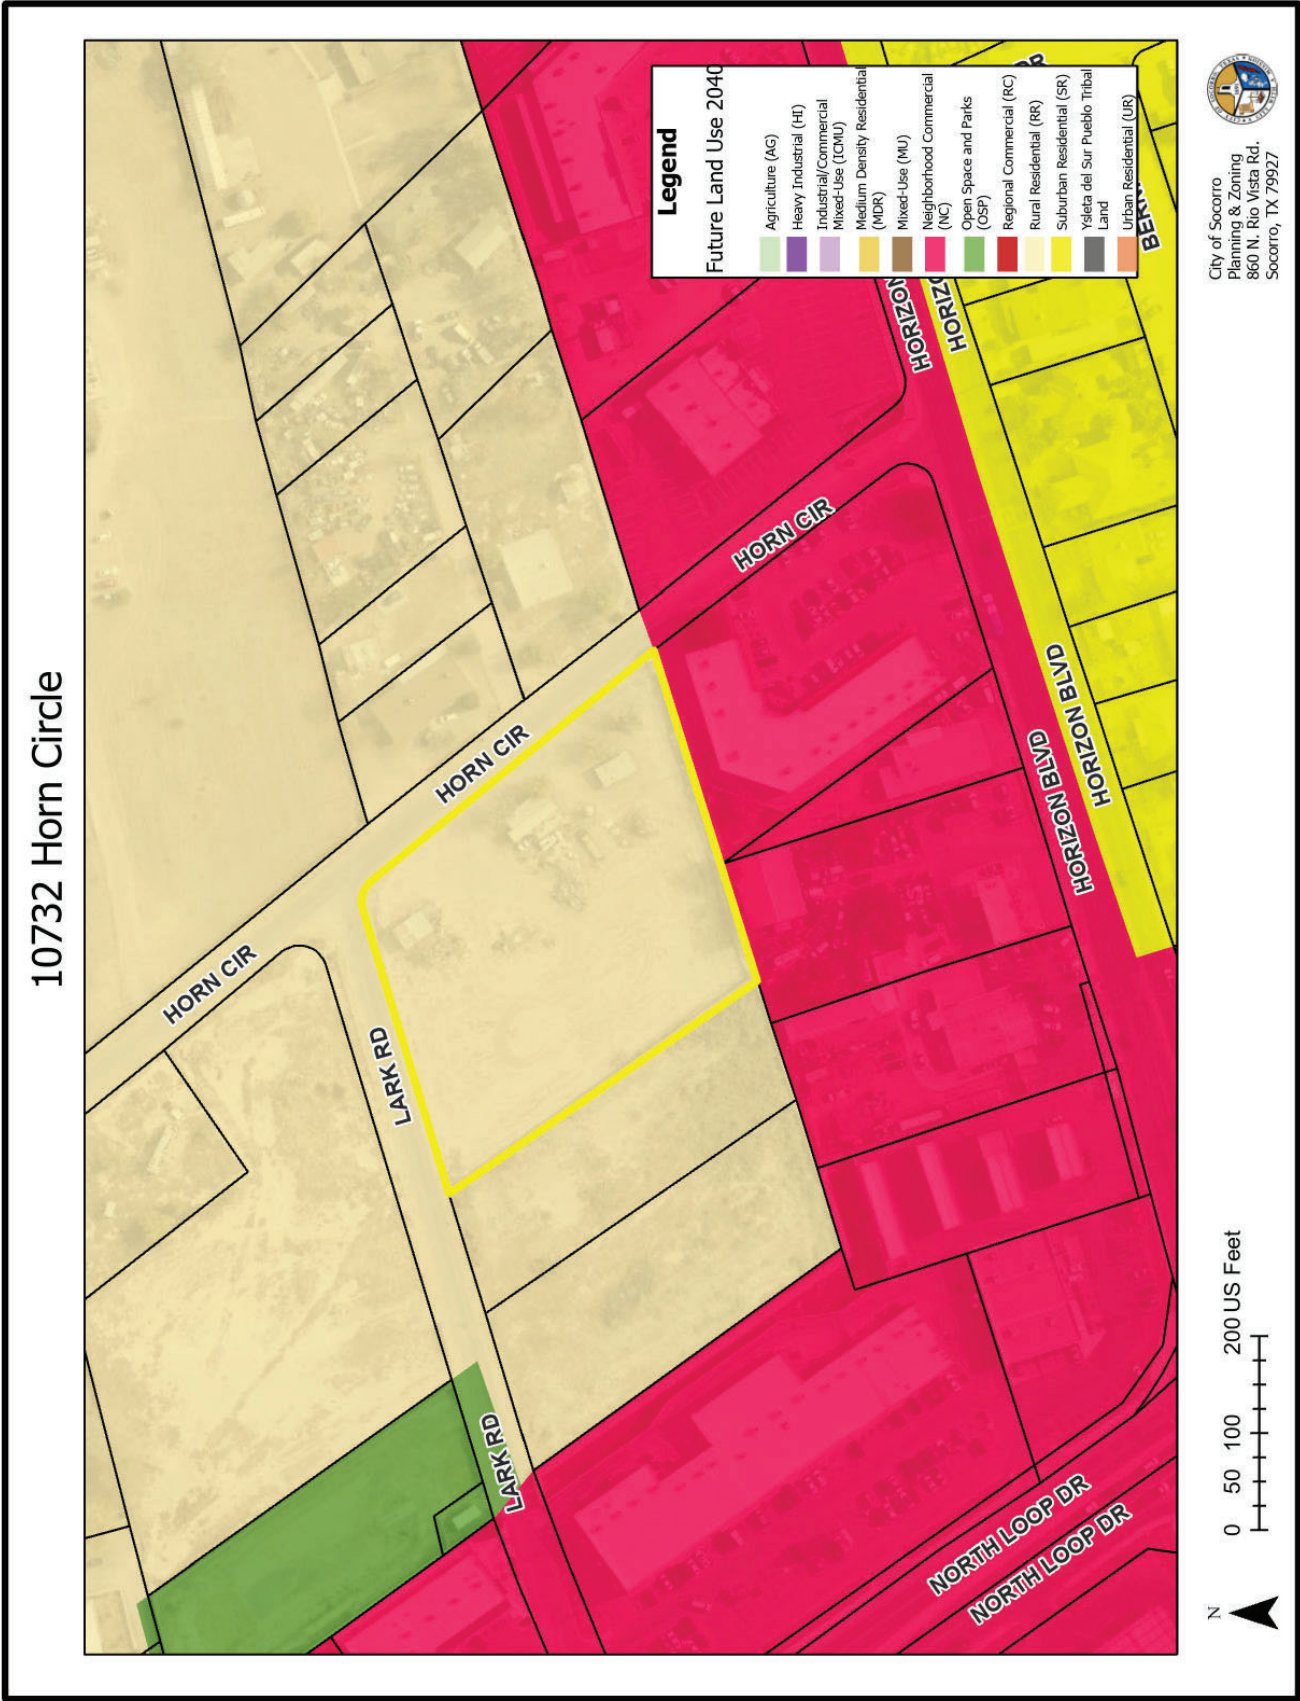 10732 Horn Circle
HORN CIR
HORN CIR
HORN CIR
LARK RD
LARK RD
HORIZON BLVD
HORIZON BLVD
NORTH LOOP DR
NORTH LOOP DR
HORIZON
HORIZO
DR
BERN
Legend
Future Land Use 2040
Agriculture (AG)
Heavy Industrial (HI)
Industrial/Commercial
Mixed-Use (ICMU)
Medium Density Residential
(MDR)
Mixed-Use (MU)
Neighborhood Commercial
(NC)
Open Space and Parks
(OSP)
Regional Commercial (RC)
Rural Residential (RR)
Suburban Residential (SR)
Ysleta del Sur Pueblo Tribal
Land
Urban Residential (UR)
N
0 50 100 200 US Feet
City of Socorro
Planning & Zoning
860 N. Rio Vista Rd.
Socorro, TX 79927